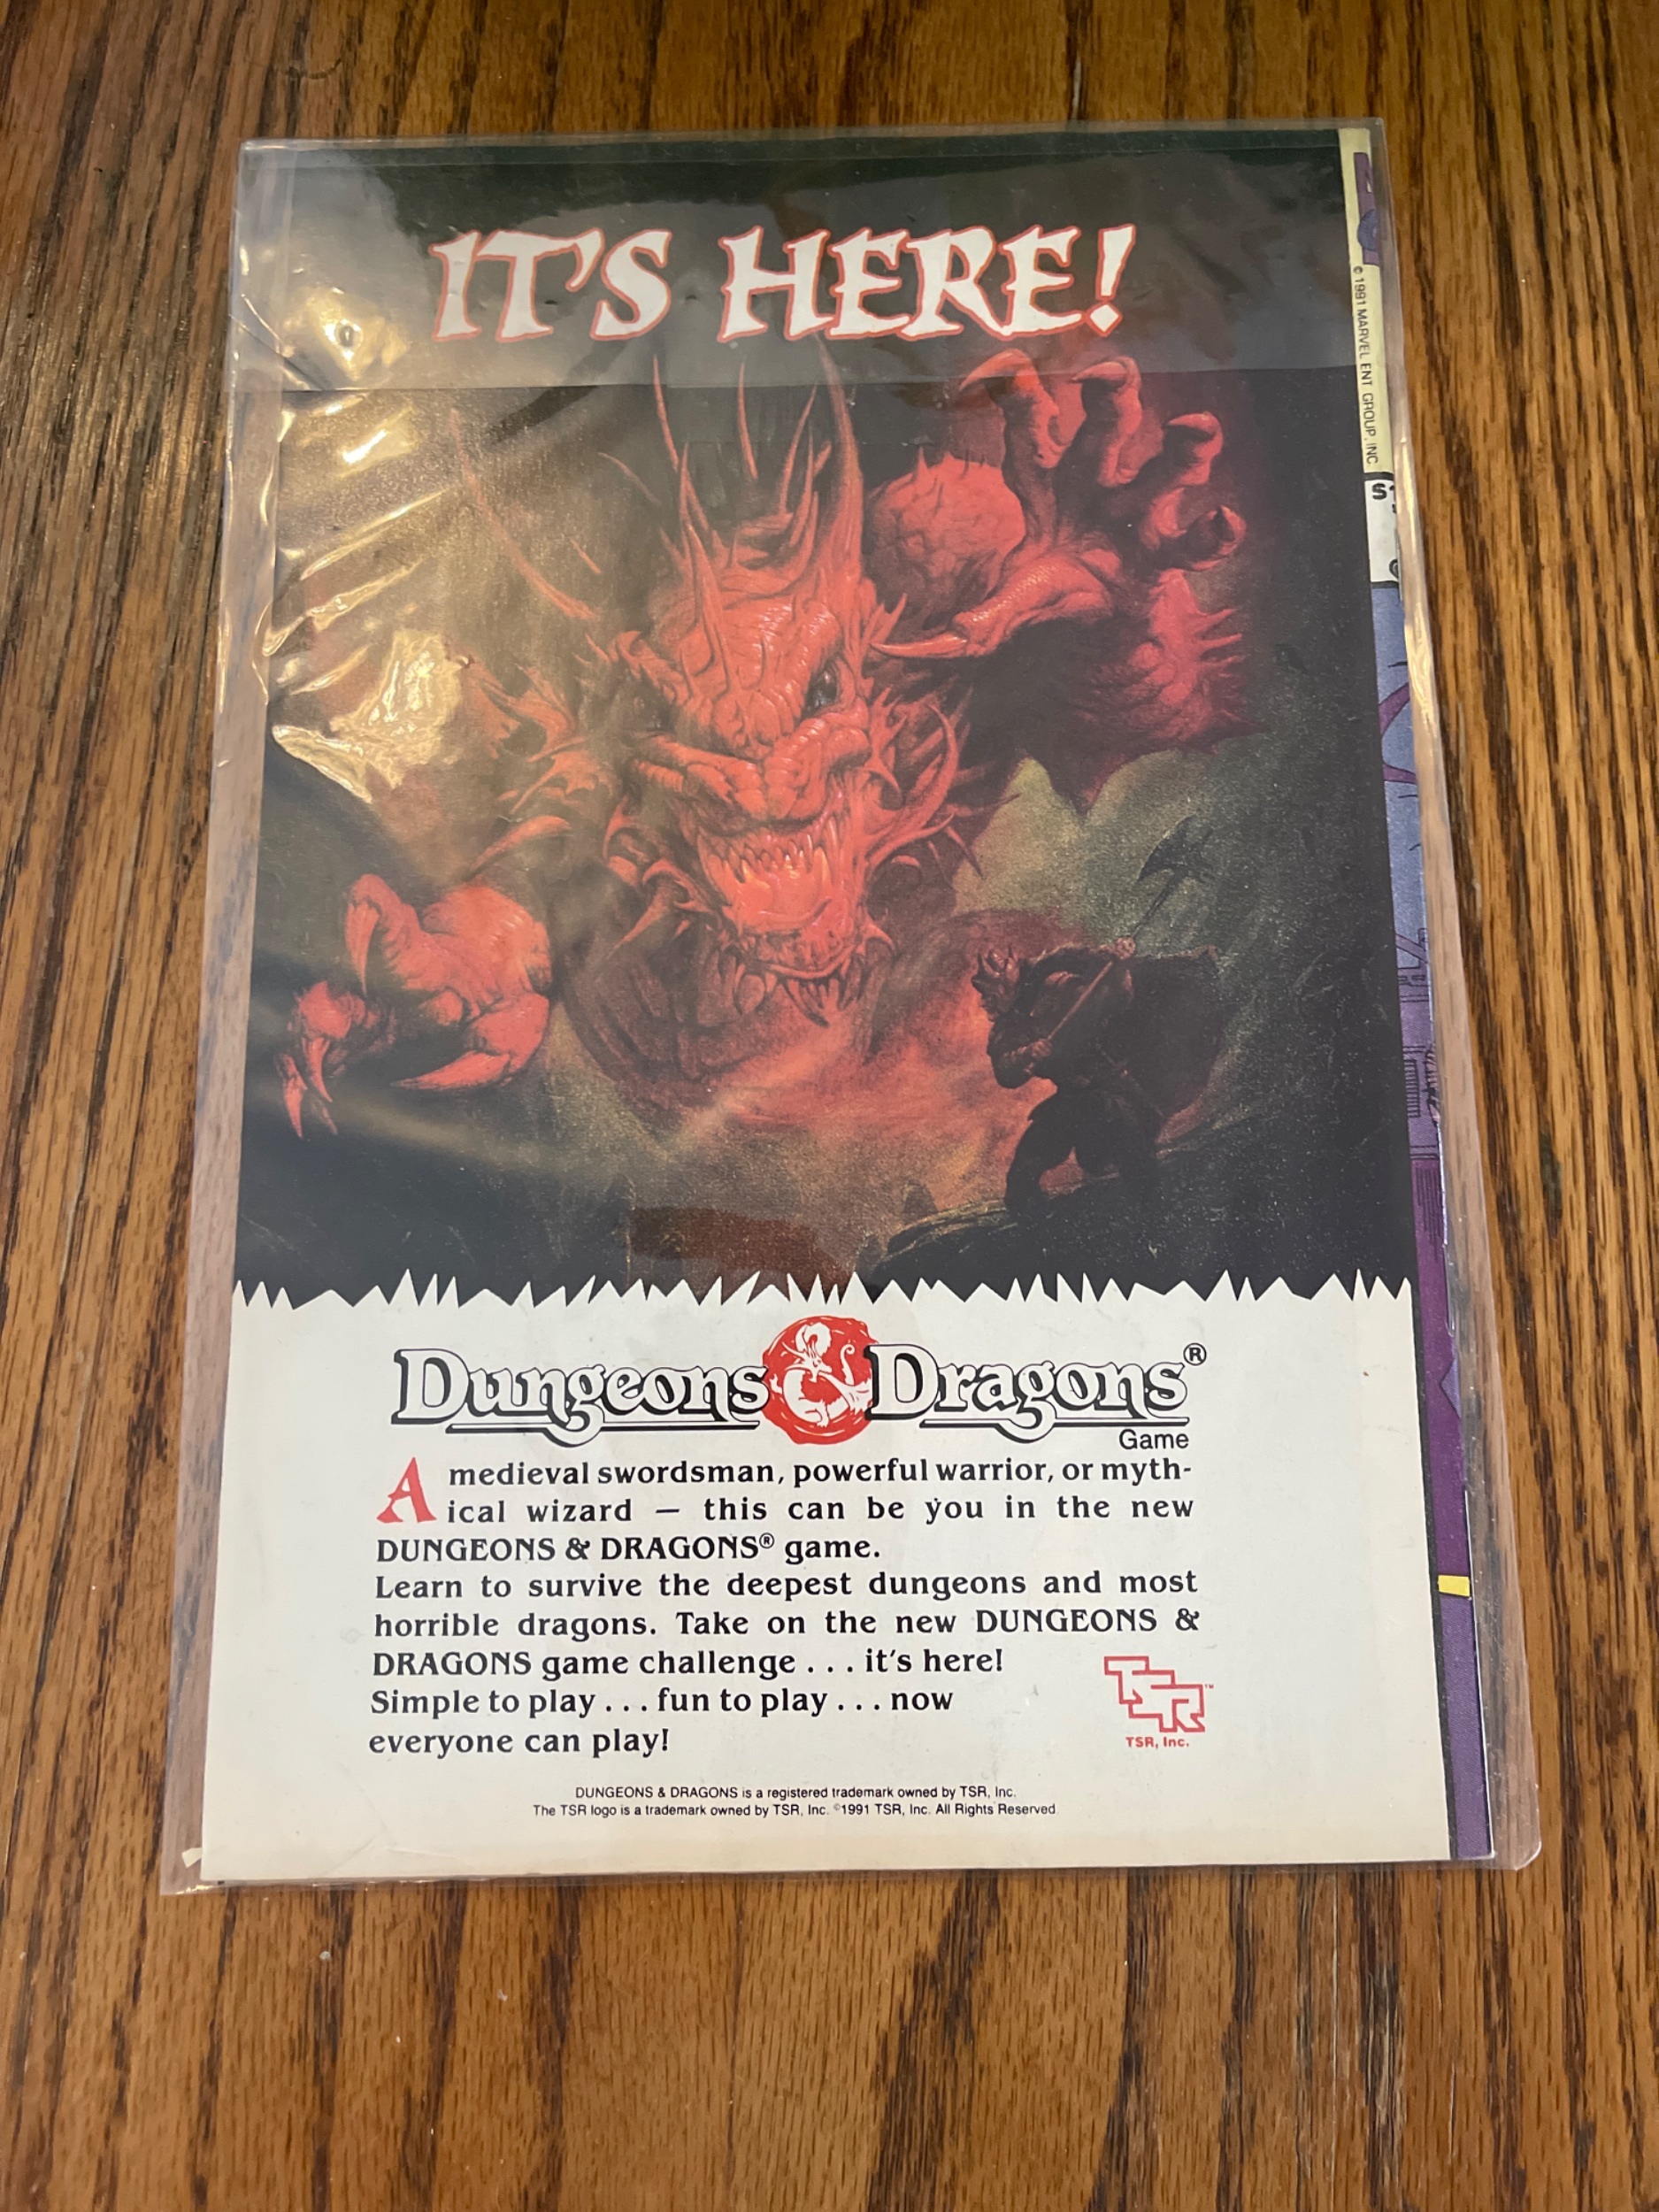 IT'S HERE!
© 1991 MARVEL ENT GROUP, INC
Dungeons & Dragons®
Game
A medieval swordsman, powerful warrior, or myth-
ical wizard — this can be you in the new
DUNGEONS & DRAGONS® game.
Learn to survive the deepest dungeons and most
horrible dragons. Take on the new DUNGEONS &
DRAGONS game challenge . . . it's here!
Simple to play . . . fun to play . . . now
everyone can play!
TSR™
TSR, Inc.
DUNGEONS & DRAGONS is a registered trademark owned by TSR, Inc.
The TSR logo is a trademark owned by TSR, Inc. ©1991 TSR, Inc. All Rights Reserved.